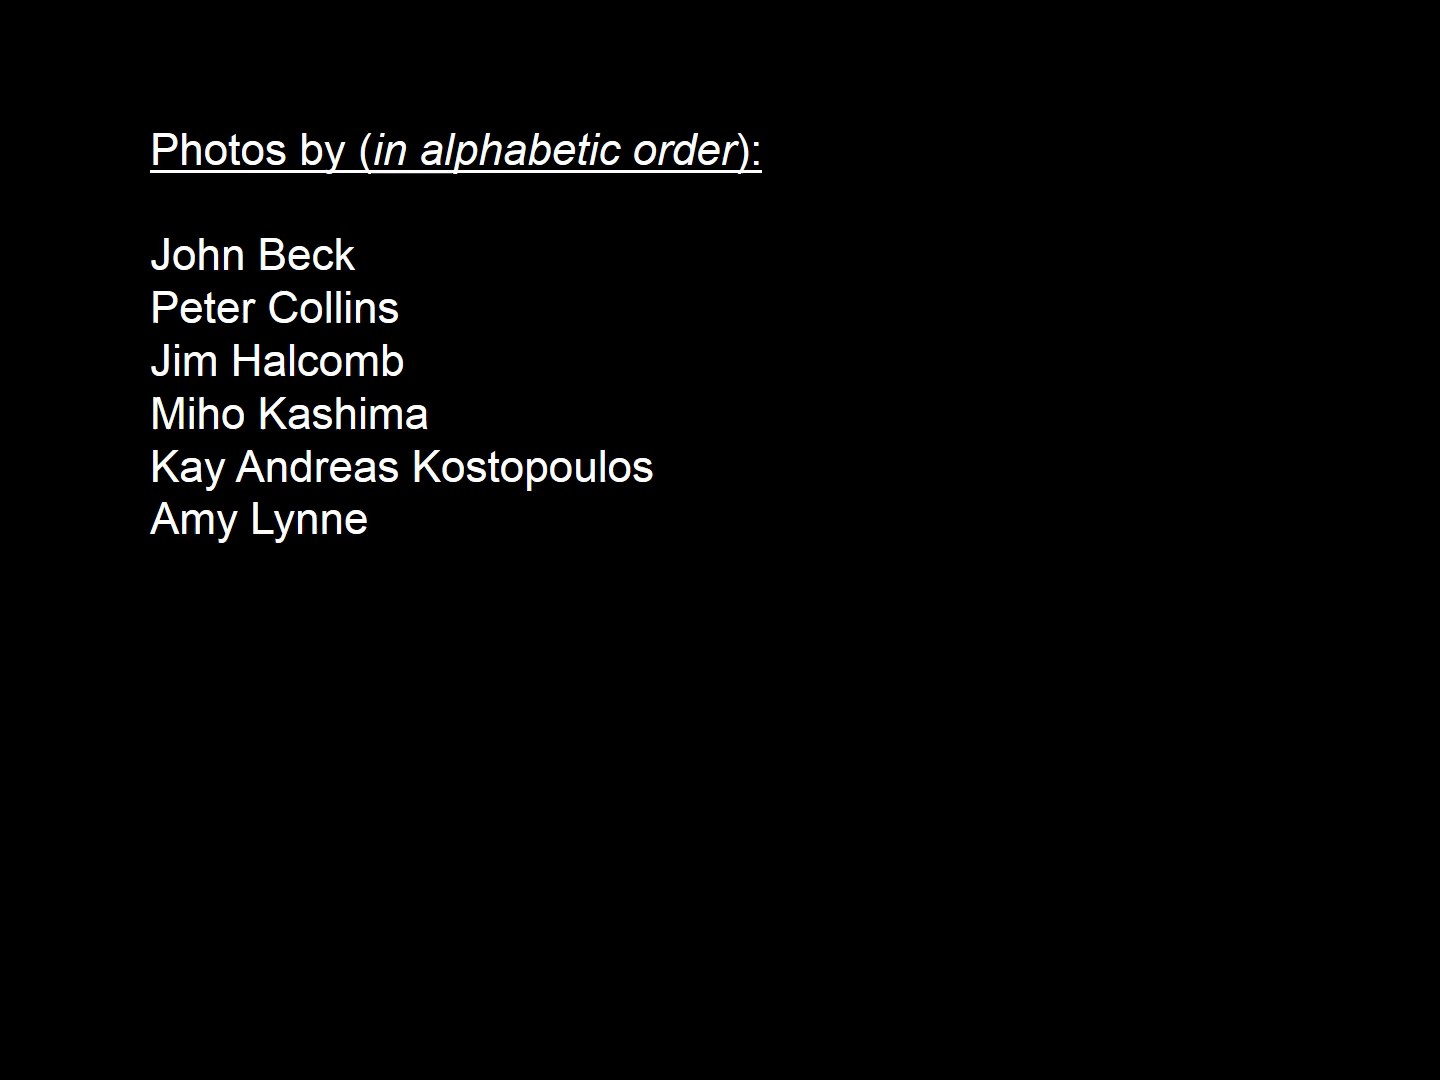 Photos by (in alphabetic order):
John Beck
Peter Collins
Jim Halcomb
Miho Kashima
Kay Andreas Kostopoulos
Amy Lynne